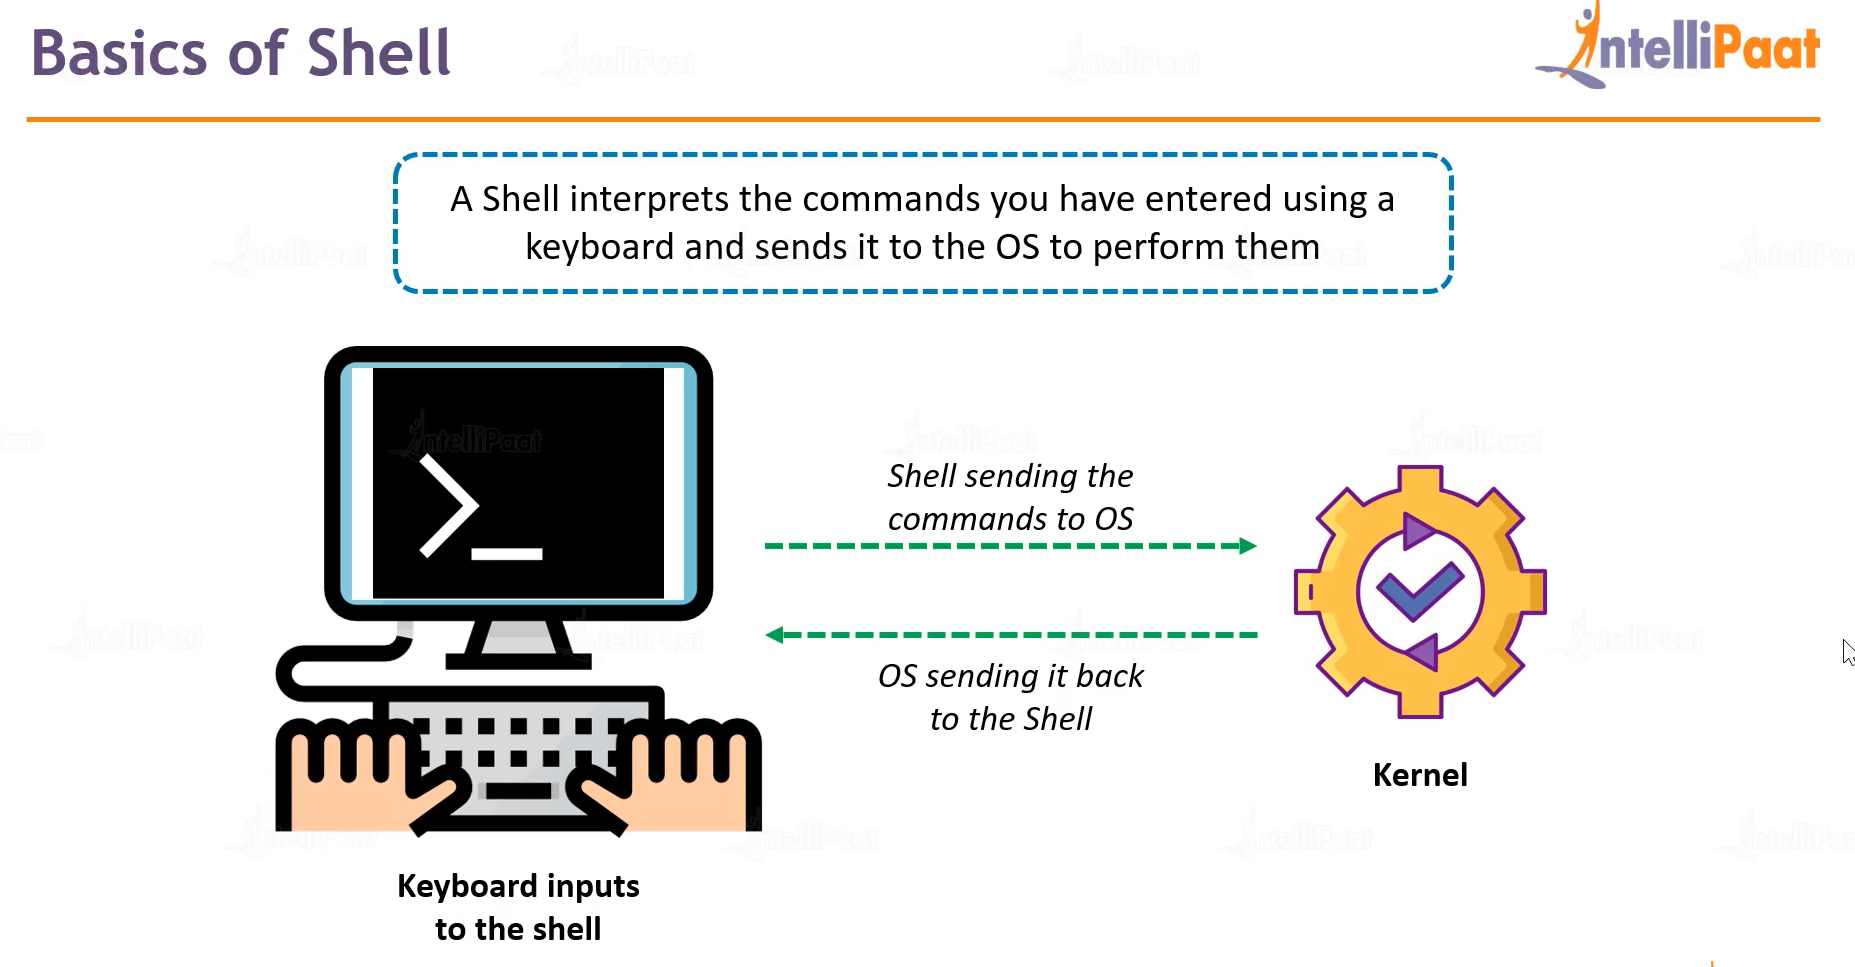 Basics of Shell
IntelliPaat
A Shell interprets the commands you have entered using a
keyboard and sends it to the OS to perform them
Shell sending the
commands to OS
OS sending it back
to the Shell
Kernel
Keyboard inputs
to the shell